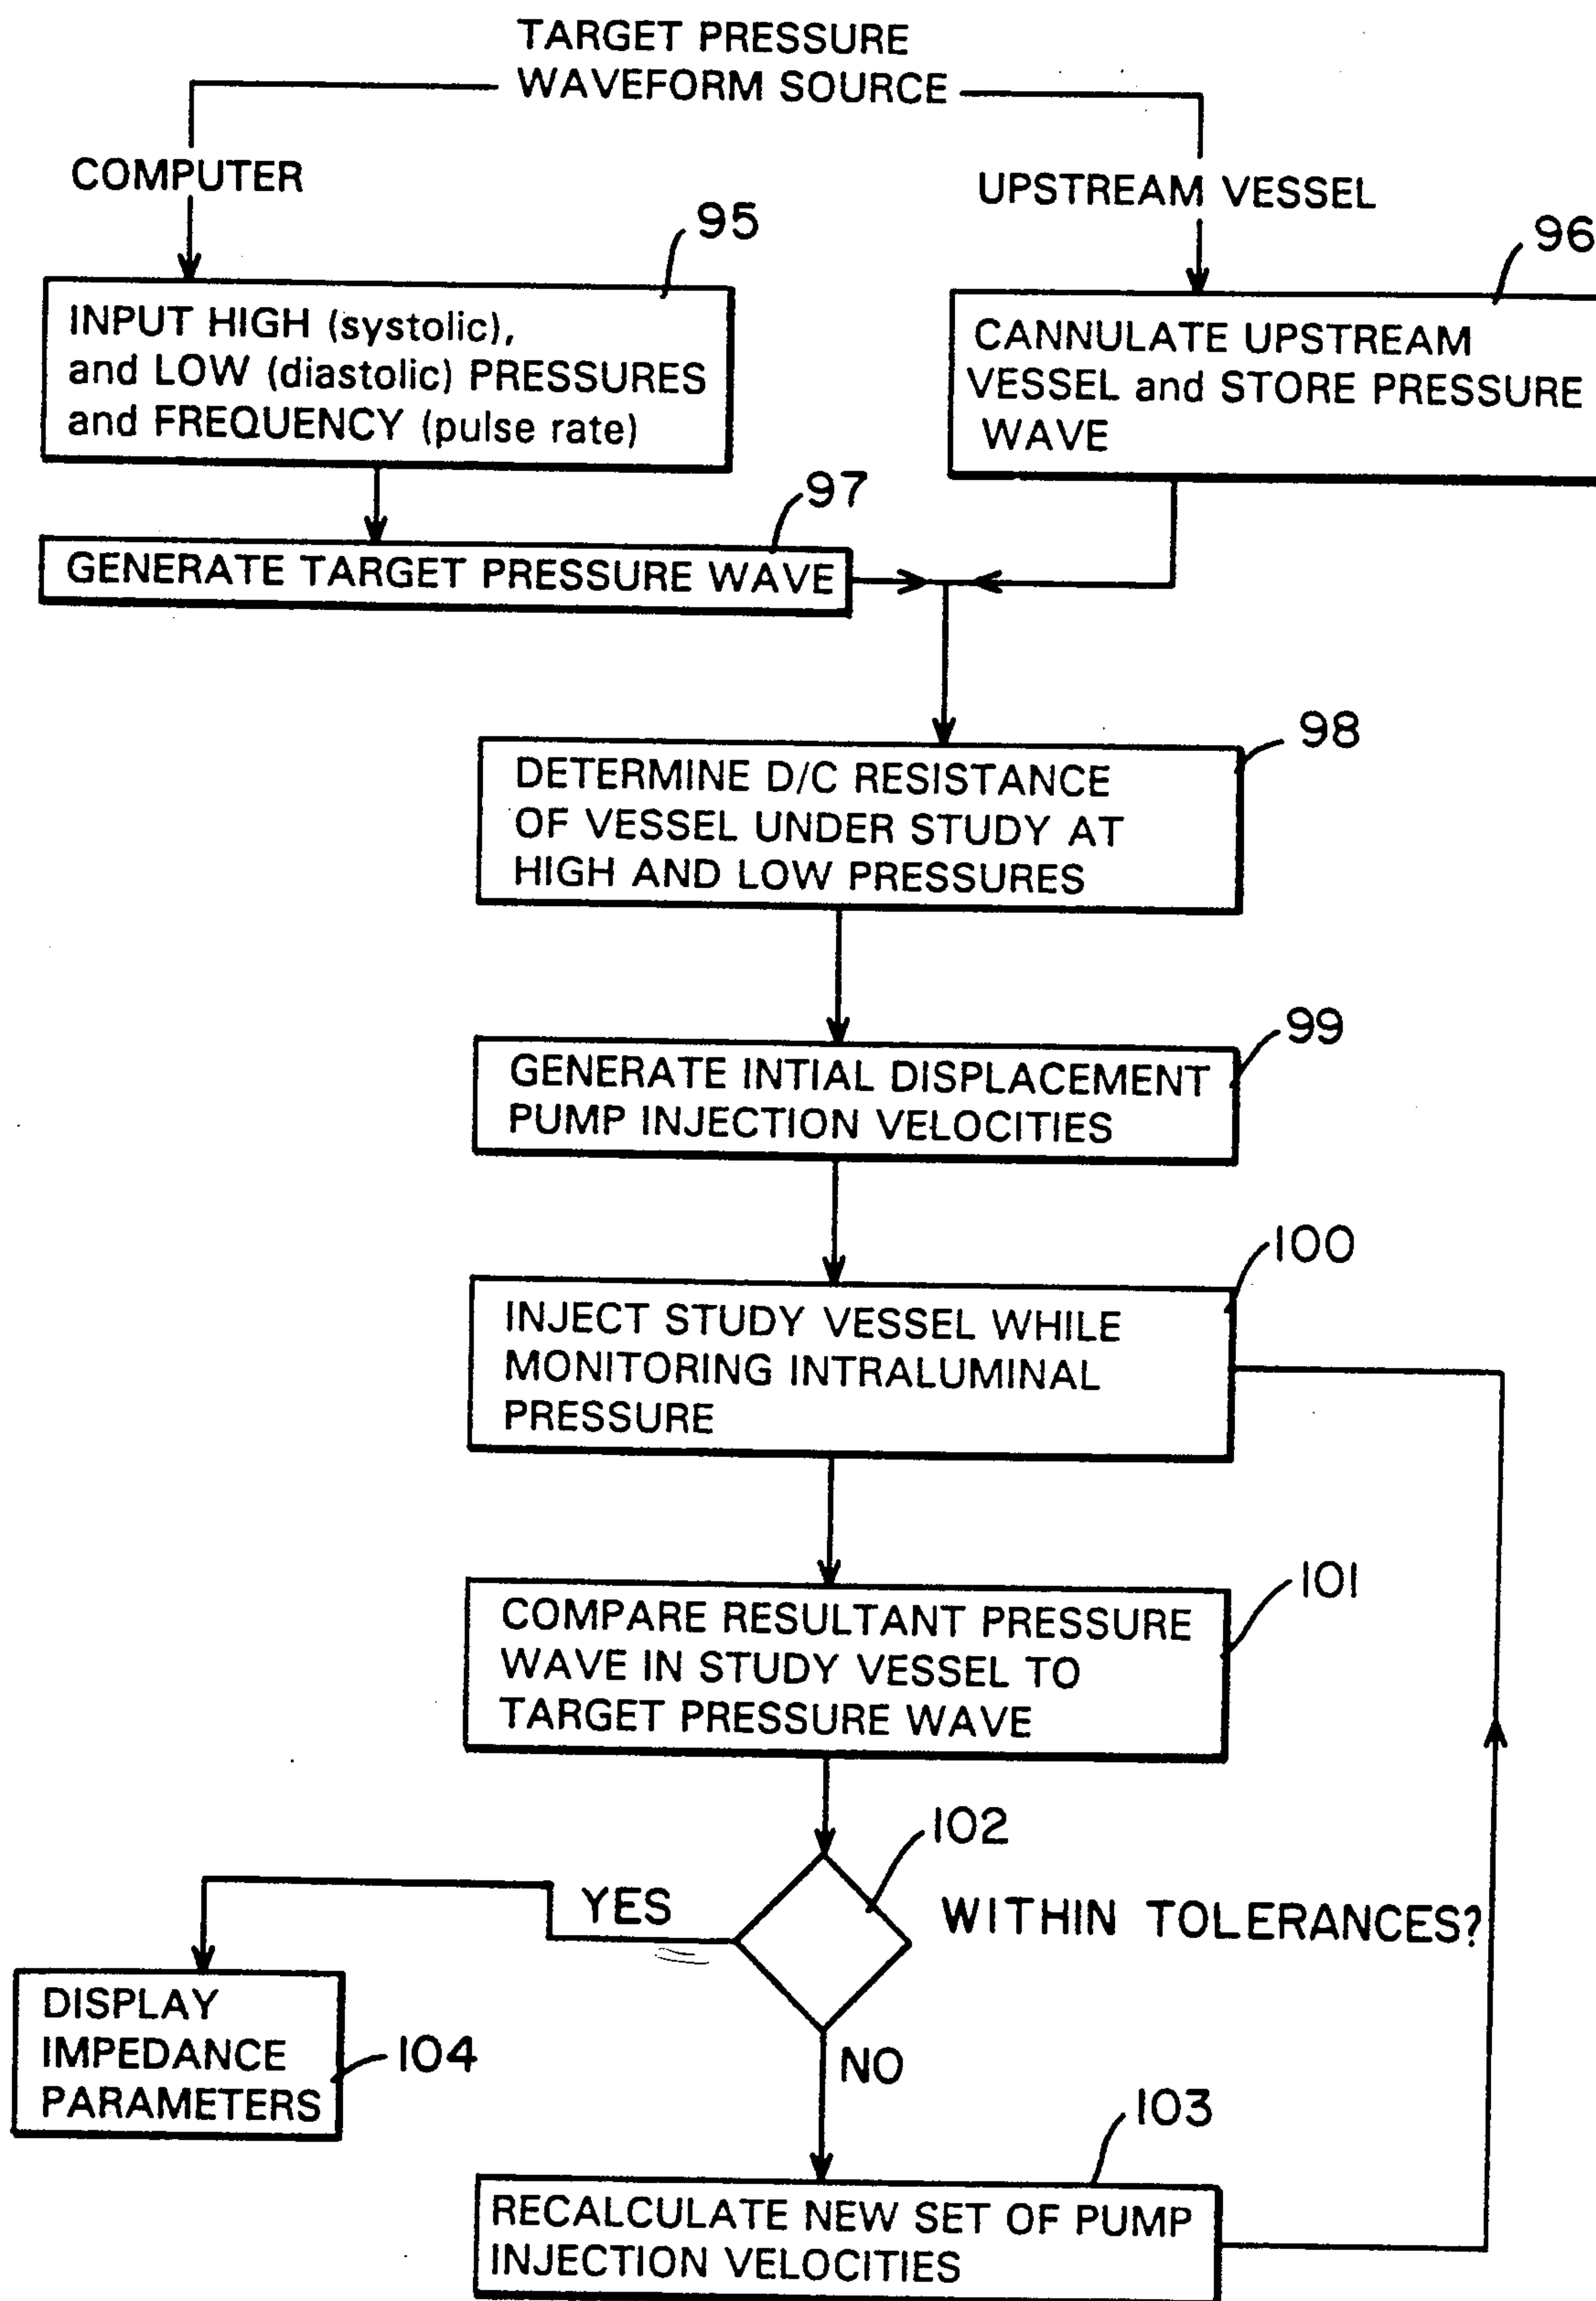 TARGET PRESSURE
WAVEFORM SOURCE
COMPUTER
UPSTREAM VESSEL
95
96
INPUT HIGH (systolic),
and LOW (diastolic) PRESSURES
and FREQUENCY (pulse rate)
CANNULATE UPSTREAM
VESSEL and STORE PRESSURE
WAVE
97
GENERATE TARGET PRESSURE WAVE
98
DETERMINE D/C RESISTANCE
OF VESSEL UNDER STUDY AT
HIGH AND LOW PRESSURES
99
GENERATE INTIAL DISPLACEMENT
PUMP INJECTION VELOCITIES
100
INJECT STUDY VESSEL WHILE
MONITORING INTRALUMINAL
PRESSURE
101
COMPARE RESULTANT PRESSURE
WAVE IN STUDY VESSEL TO
TARGET PRESSURE WAVE
102
YES
WITHIN TOLERANCES?
DISPLAY
IMPEDANCE
PARAMETERS
104
NO
103
RECALCULATE NEW SET OF PUMP
INJECTION VELOCITIES